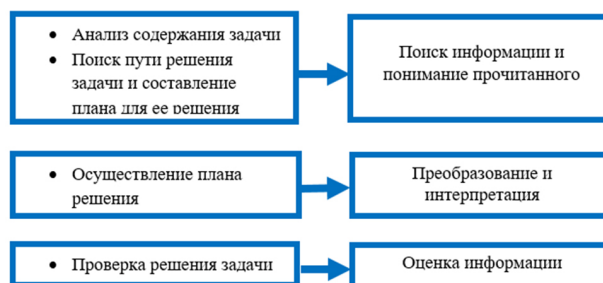 • Анализ содержания задачи
• Поиск пути решения
задачи и составление
плана для ее решения
Поиск информации и
понимание прочитанного
• Осуществление плана
решения
Преобразование и
интерпретация
• Проверка решения задачи
Оценка информации